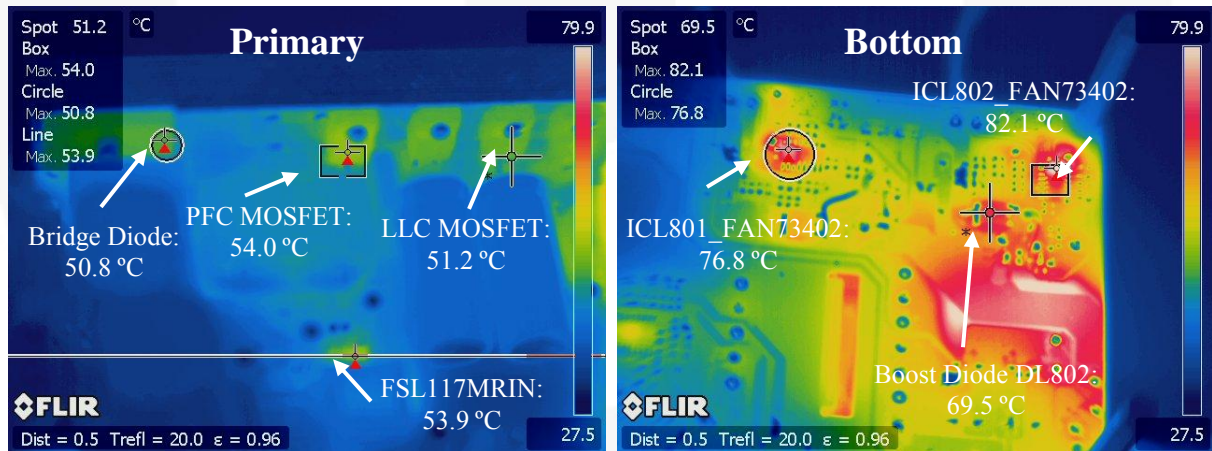 Spot 51.2 °C
Box
Max. 54.0
Circle
Max. 50.8
Line
Max. 53.9
Primary
79.9
Bridge Diode:
50.8 ºC
PFC MOSFET:
54.0 ºC
LLC MOSFET:
51.2 ºC
*
FSL117MRIN:
53.9 ºC
FLIR
Dist = 0.5 Trefl = 20.0 ε = 0.96
27.5
Spot 69.5 °C
Box
Max. 82.1
Circle
Max. 76.8
Bottom
79.9
ICL802_FAN73402:
82.1 ºC
ICL801_FAN73402:
76.8 ºC
*
Boost Diode DL802:
69.5 ºC
FLIR
Dist = 0.5 Trefl = 20.0 ε = 0.96
27.5